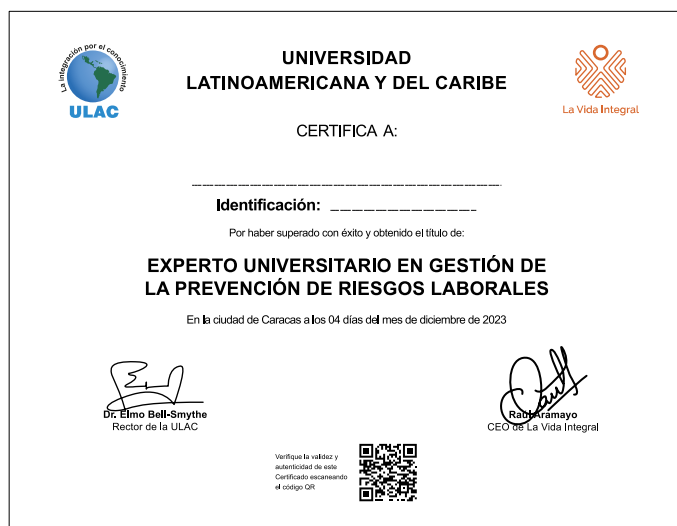 La integración por el conocimiento
ULAC
UNIVERSIDAD
LATINOAMERICANA Y DEL CARIBE
La Vida Integral
CERTIFICA A:
Identificación:
Por haber superado con éxito y obtenido el título de:
EXPERTO UNIVERSITARIO EN GESTIÓN DE
LA PREVENCIÓN DE RIESGOS LABORALES
En la ciudad de Caracas a los 04 días del mes de diciembre de 2023
Dr. Elmo Bell-Smythe
Rector de la ULAC
Raúl Aramayo
CEO de La Vida Integral
Verifique la validez y
autenticidad de este
Certificado escaneando
el código QR